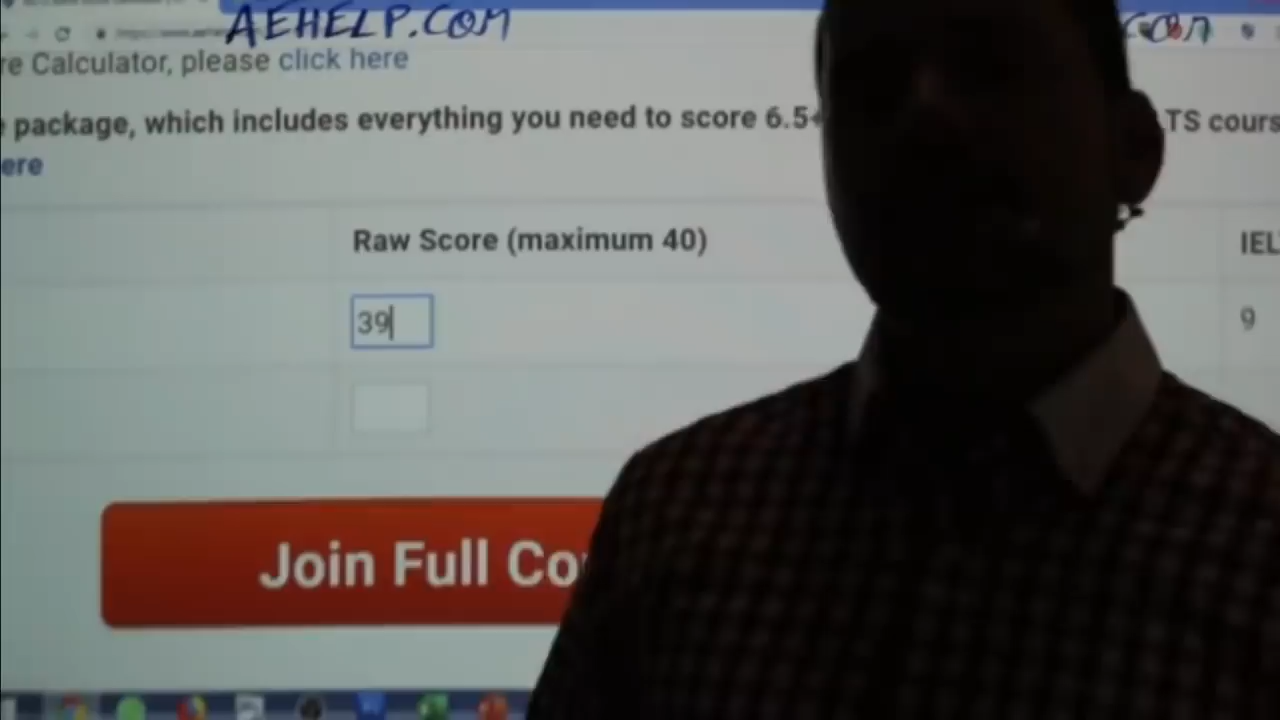 AEHELP.COM
re Calculator, please click here
package, which includes everything you need to score 6.5+ TS cours
ere
Raw Score (maximum 40)
IEL
39
9
Join Full Co